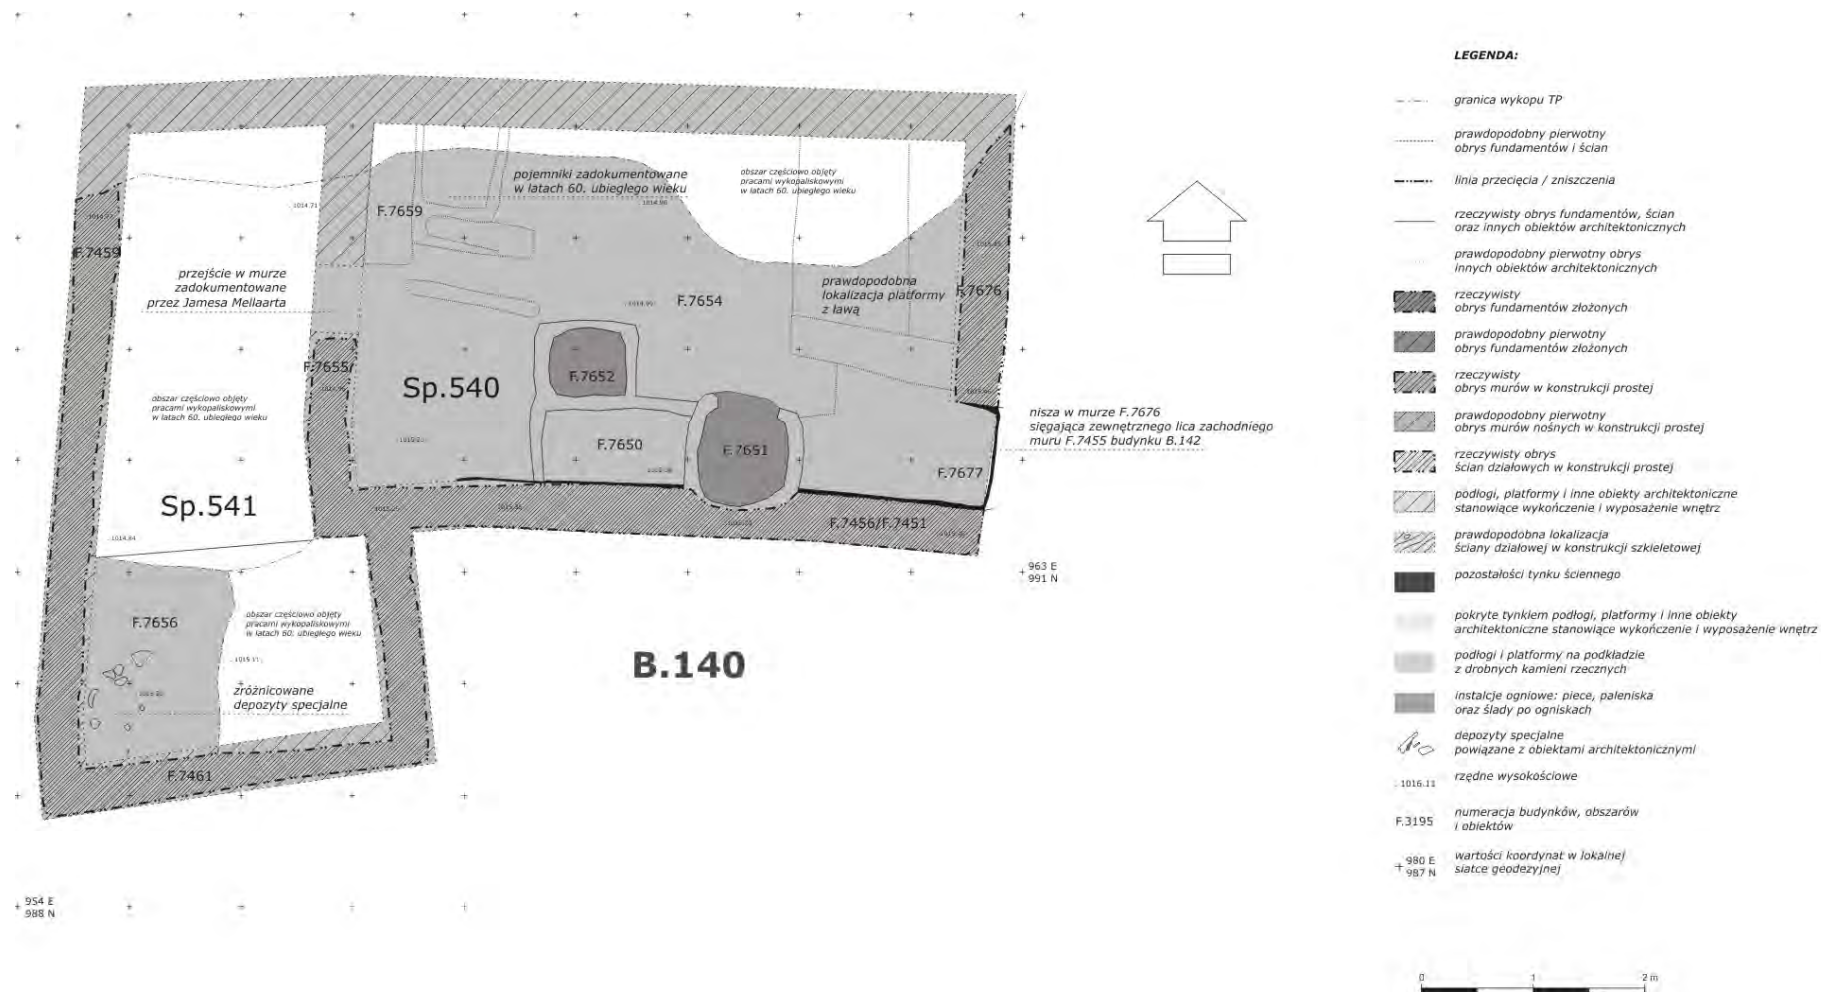 F.7459
1014.71
F.7659
pojemniki zadokumentowane
w latach 60. ubiegłego wieku
obszar częściowo objęty
pracami wykopaliskowymi
w latach 60. ubiegłego wieku
przejście w murze
zadokumentowane
przez Jamesa Mellaarta
F.7654
prawdopodobna
lokalizacja platformy
z ławą
F.7676
F.7655
Sp.540
F.7652
obszar częściowo objęty
pracami wykopaliskowymi
w latach 60. ubiegłego wieku
F.7650
F.7651
F.7677
nisza w murze F.7676
sięgająca zewnętrznego lica zachodniego
muru F.7455 budynku B.142
Sp.541
F.7456/F.7451
1014.84
963 E
991 N
F.7656
obszar częściowo objęty
pracami wykopaliskowymi
w latach 60. ubiegłego wieku
1015.11
B.140
zróżnicowane
depozyty specjalne
F.7461
954 E
988 N
LEGENDA:
granica wykopu TP
prawdopodobny pierwotny
obrys fundamentów i ścian
linia przecięcia / zniszczenia
rzeczywisty obrys fundamentów, ścian
oraz innych obiektów architektonicznych
prawdopodobny pierwotny obrys
innych obiektów architektonicznych
rzeczywisty
obrys fundamentów złożonych
prawdopodobny pierwotny
obrys fundamentów złożonych
rzeczywisty
obrys murów w konstrukcji prostej
prawdopodobny pierwotny
obrys murów nośnych w konstrukcji prostej
rzeczywisty obrys
ścian działowych w konstrukcji prostej
podłogi, platformy i inne obiekty architektoniczne
stanowiące wykończenie i wyposażenie wnętrz
prawdopodobna lokalizacja
ściany działowej w konstrukcji szkieletowej
pozostałości tynku ściennego
pokryte tynkiem podłogi, platformy i inne obiekty
architektoniczne stanowiące wykończenie i wyposażenie wnętrz
podłogi i platformy na podkładzie
z drobnych kamieni rzecznych
instalcje ogniowe: piece, paleniska
oraz ślady po ogniskach
depozyty specjalne
powiązane z obiektami architektonicznymi
1016.11
rzędne wysokościowe
F.3195
numeracja budynków, obszarów
i obiektów
980 E
987 N
wartości koordynat w lokalnej
siatce geodezyjnej
0 1 2 m